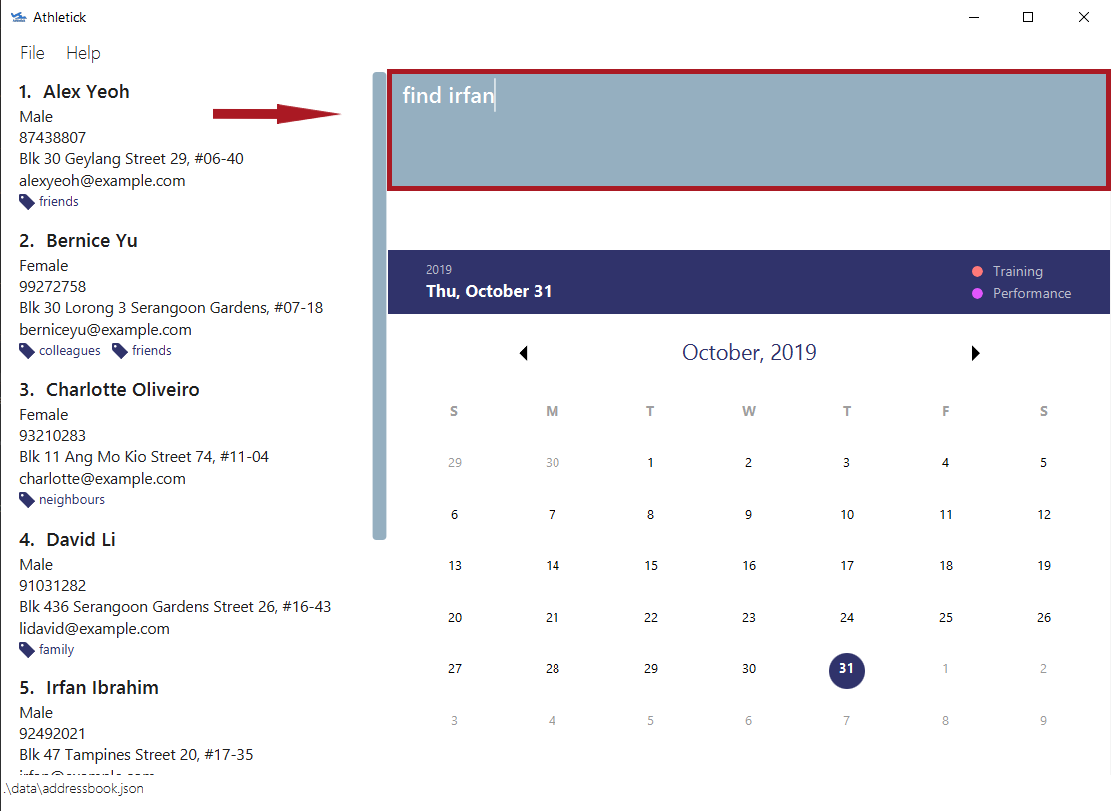 Athletick
File Help
1. Alex Yeoh
Male
87438807
Blk 30 Geylang Street 29, #06-40
alexyeoh@example.com
friends
2. Bernice Yu
Female
99272758
Blk 30 Lorong 3 Serangoon Gardens, #07-18
berniceyu@example.com
colleagues friends
3. Charlotte Oliveiro
Female
93210283
Blk 11 Ang Mo Kio Street 74, #11-04
charlotte@example.com
neighbours
4. David Li
Male
91031282
Blk 436 Serangoon Gardens Street 26, #16-43
lidavid@example.com
family
5. Irfan Ibrahim
Male
92492021
Blk 47 Tampines Street 20, #17-35
irfan@example.com
find irfan
2019
Thu, October 31
Training
Performance
October, 2019
S M T W T F S
29 30 1 2 3 4 5
6 7 8 9 10 11 12
13 14 15 16 17 18 19
20 21 22 23 24 25 26
27 28 29 30 31 1 2
3 4 5 6 7 8 9
.\data\addressbook.json